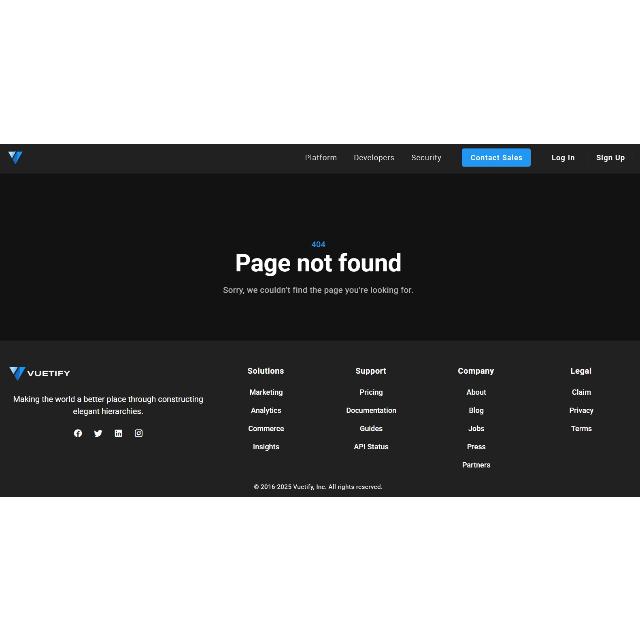 Platform Developers Security Contact Sales Log In Sign Up
404
Page not found
Sorry, we couldn't find the page you're looking for.
VUETIFY
Making the world a better place through constructing
elegant hierarchies.
Solutions
Marketing
Analytics
Commerce
Insights
Support
Pricing
Documentation
Guides
API Status
Company
About
Blog
Jobs
Press
Partners
Legal
Claim
Privacy
Terms
© 2016-2025 Vuetify, Inc. All rights reserved.